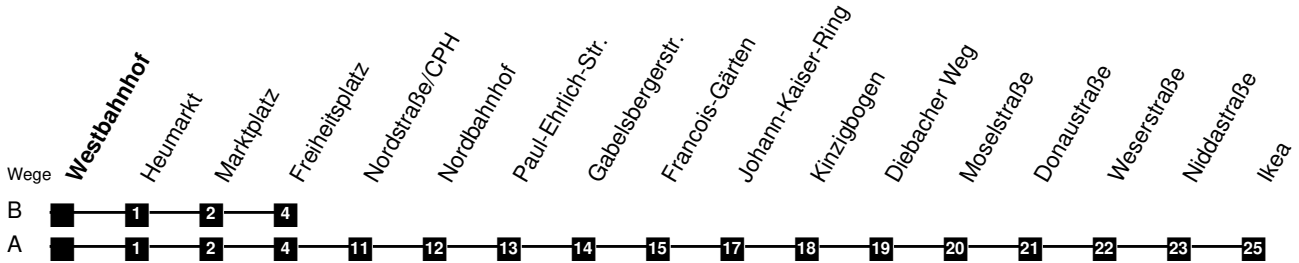 Westbahnhof
Heumarkt
Marktplatz
Freiheitsplatz
Nordstraße/CPH
Nordbahnhof
Paul-Ehrlich-Str.
Gabelsbergerstr.
Francois-Gärten
Johann-Kaiser-Ring
Kinzigbogen
Diebacher Weg
Moselstraße
Donaustraße
Weserstraße
Niddastraße
Ikea
Wege
B 1 2 4
A 1 2 4 11 12 13 14 15 17 18 19 20 21 22 23 25